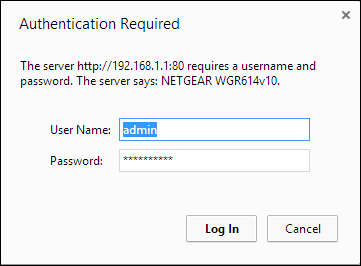 Authentication Required
The server http://192.168.1.1:80 requires a username and
password. The server says: NETGEAR WGR614v10.
User Name: admin
Password: **********
Log In Cancel